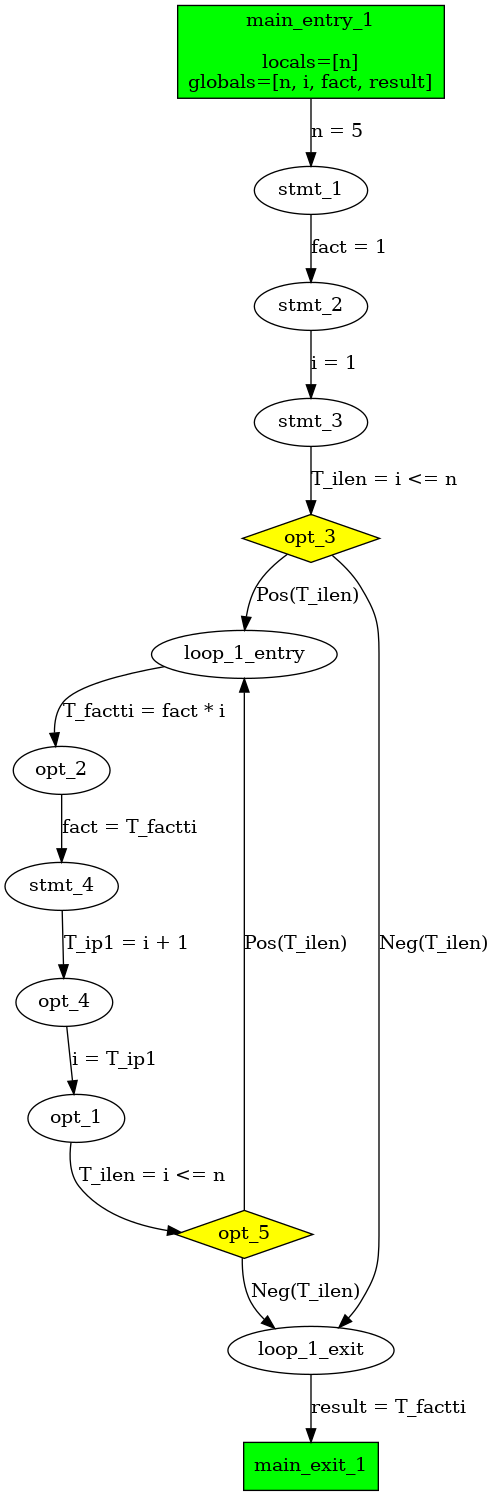 main_entry_1
locals=[n]
globals=[n, i, fact, result]
n = 5
stmt_1
fact = 1
stmt_2
i = 1
stmt_3
T_ilen = i <= n
opt_3
Pos(T_ilen)
loop_1_entry
T_factti = fact * i
opt_2
fact = T_factti
stmt_4
T_ip1 = i + 1
Pos(T_ilen)
Neg(T_ilen)
opt_4
i = T_ip1
opt_1
T_ilen = i <= n
opt_5
Neg(T_ilen)
loop_1_exit
result = T_factti
main_exit_1